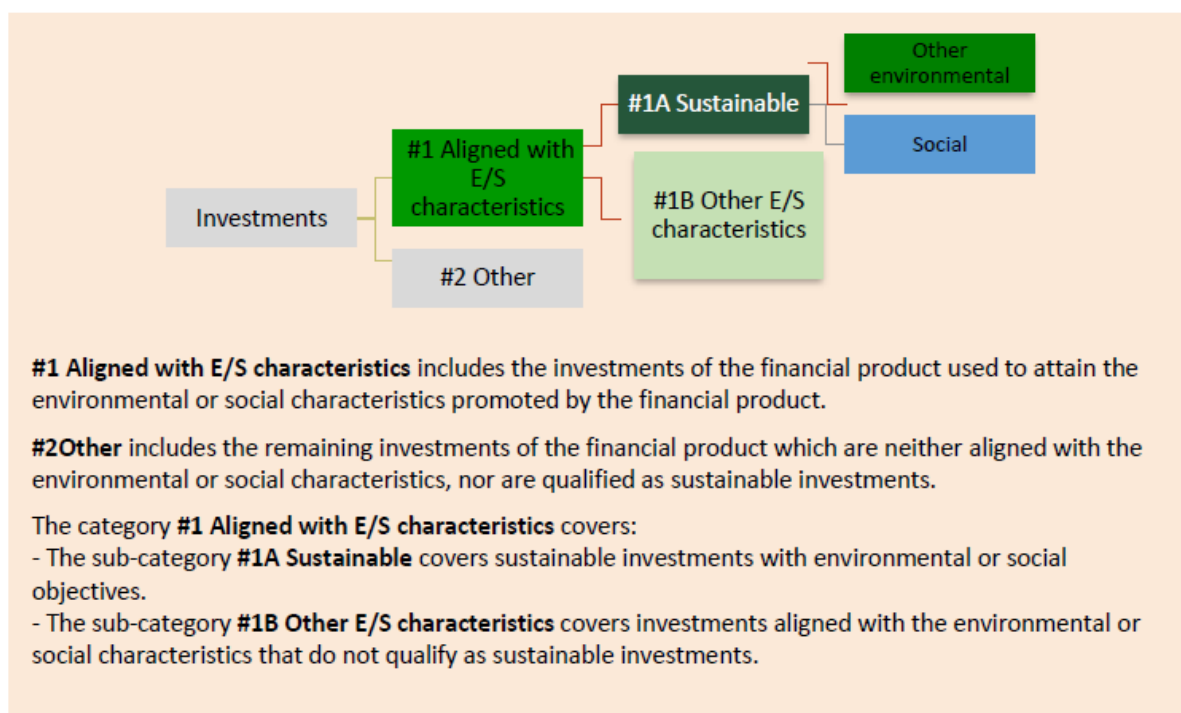 Other
environmental
#1A Sustainable
#1 Aligned with
E/S
characteristics
Social
Investments
#1B Other E/S
characteristics
#2 Other
#1 Aligned with E/S characteristics includes the investments of the financial product used to attain the
environmental or social characteristics promoted by the financial product.
#2Other includes the remaining investments of the financial product which are neither aligned with the
environmental or social characteristics, nor are qualified as sustainable investments.
The category #1 Aligned with E/S characteristics covers:
- The sub-category #1A Sustainable covers sustainable investments with environmental or social
objectives.
- The sub-category #1B Other E/S characteristics covers investments aligned with the environmental or
social characteristics that do not qualify as sustainable investments.